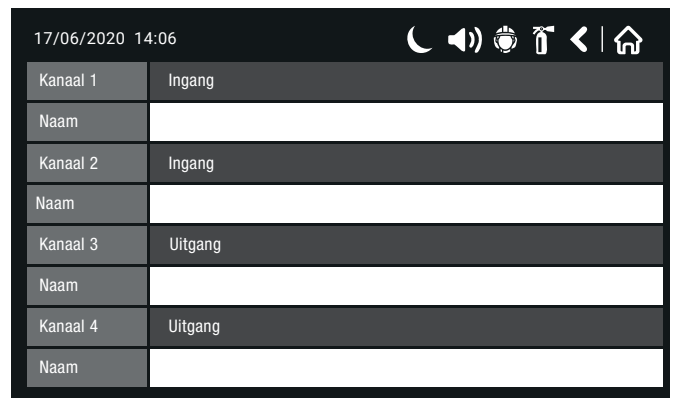 17/06/2020 14:06
Kanaal 1 Ingang
Naam
Kanaal 2 Ingang
Naam
Kanaal 3 Uitgang
Naam
Kanaal 4 Uitgang
Naam